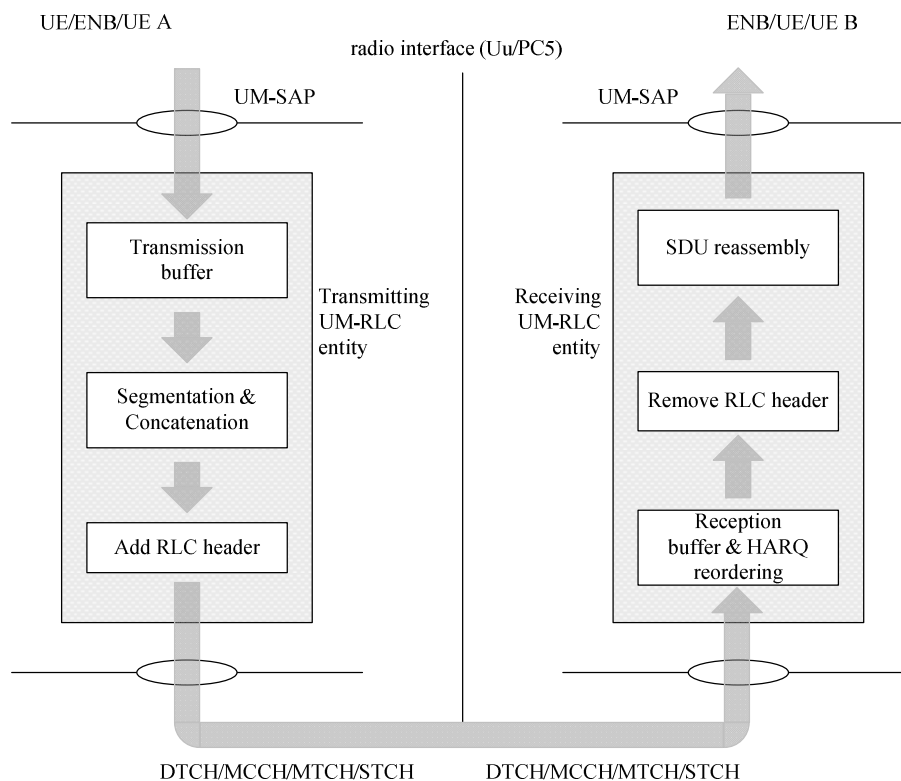 UE/ENB/UE A
ENB/UE/UE B
radio interface (Uu/PC5)
UM-SAP
UM-SAP
Transmission
buffer
Transmitting
UM-RLC
entity
Segmentation &
Concatenation
Add RLC header
SDU reassembly
Receiving
UM-RLC
entity
Remove RLC header
Reception
buffer & HARQ
reordering
DTCH/MCCH/MTCH/STCH
DTCH/MCCH/MTCH/STCH